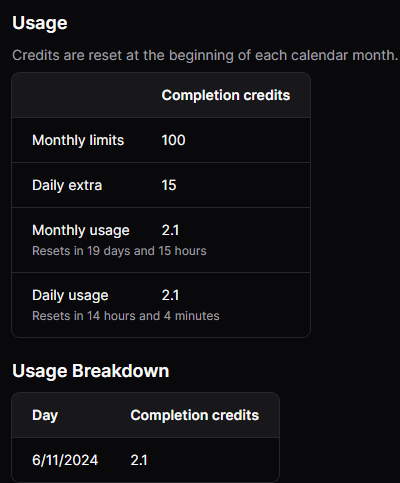 Usage
Credits are reset at the beginning of each calendar month.
Completion credits
Monthly limits 100
Daily extra 15
Monthly usage 2.1
Resets in 19 days and 15 hours
Daily usage 2.1
Resets in 14 hours and 4 minutes
Usage Breakdown
Day Completion credits
6/11/2024 2.1